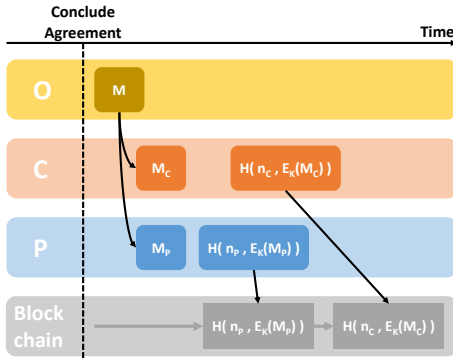 Conclude
Agreement
Time
O
M
C
M_C
H( n_C , E_K(M_C) )
P
M_P
H( n_P , E_K(M_P) )
Block
chain
H( n_P , E_K(M_P) )
H( n_C , E_K(M_C) )